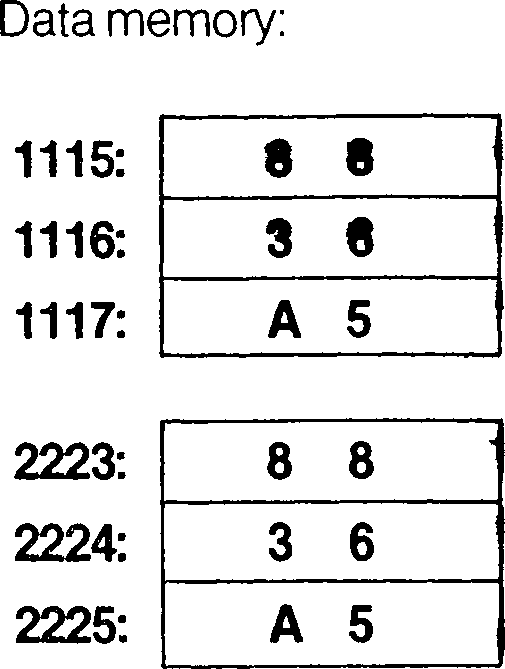 Data memory:
1115: 8 8
1116: 3 6
1117: A 5
2223: 8 8
2224: 3 6
2225: A 5